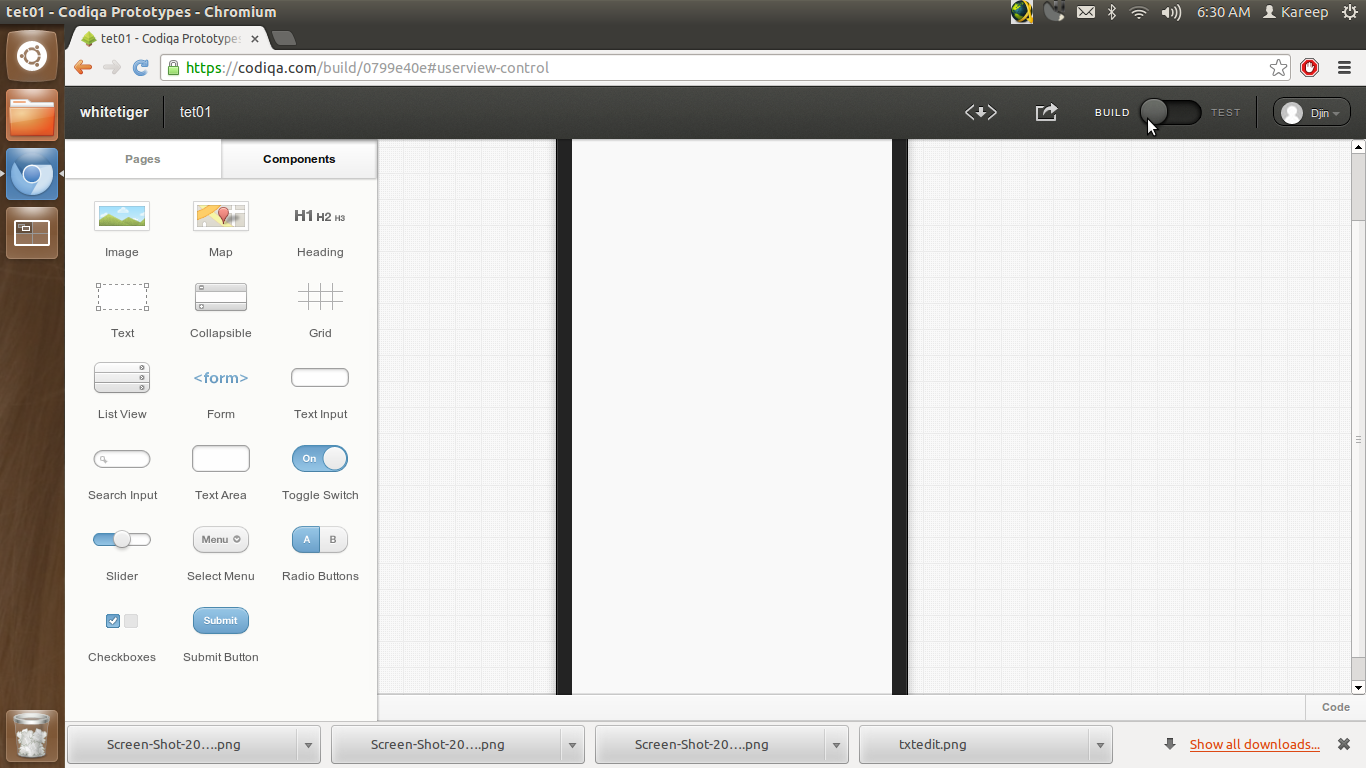 tet01 - Codiqa Prototypes - Chromium
6:30 AM Kareep
tet01 - Codiqa Prototypes
https://codiqa.com/build/0799e40e#userview-control
whitetiger tet01 BUILD TEST Djin
Pages Components
H1 H2 H3
Image Map Heading
Text Collapsible Grid
<form>
List View Form Text Input
On
Search Input Text Area Toggle Switch
Menu A B
Slider Select Menu Radio Buttons
Submit
Checkboxes Submit Button
Code
Screen-Shot-20....png Screen-Shot-20....png Screen-Shot-20....png txtedit.png Show all downloads...